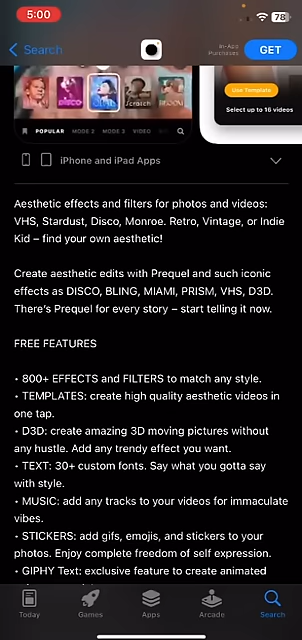 5:00
78
Search
In-App
Purchases
GET
DISCO
Scratch
POPULAR
MODE 2
MODE 3
VIDEO
Use Template
Select up to 16 videos
iPhone and iPad Apps
Aesthetic effects and filters for photos and videos:
VHS, Stardust, Disco, Monroe. Retro, Vintage, or Indie
Kid – find your own aesthetic!
Create aesthetic edits with Prequel and such iconic
effects as DISCO, BLING, MIAMI, PRISM, VHS, D3D.
There's Prequel for every story – start telling it now.
FREE FEATURES
• 800+ EFFECTS and FILTERS to match any style.
• TEMPLATES: create high quality aesthetic videos in
one tap.
• D3D: create amazing 3D moving pictures without
any hustle. Add any trendy effect you want.
• TEXT: 30+ custom fonts. Say what you gotta say
with style.
• MUSIC: add any tracks to your videos for immaculate
vibes.
• STICKERS: add gifs, emojis, and stickers to your
photos. Enjoy complete freedom of self expression.
• GIPHY Text: exclusive feature to create animated
Today
Games
Apps
Arcade
Search